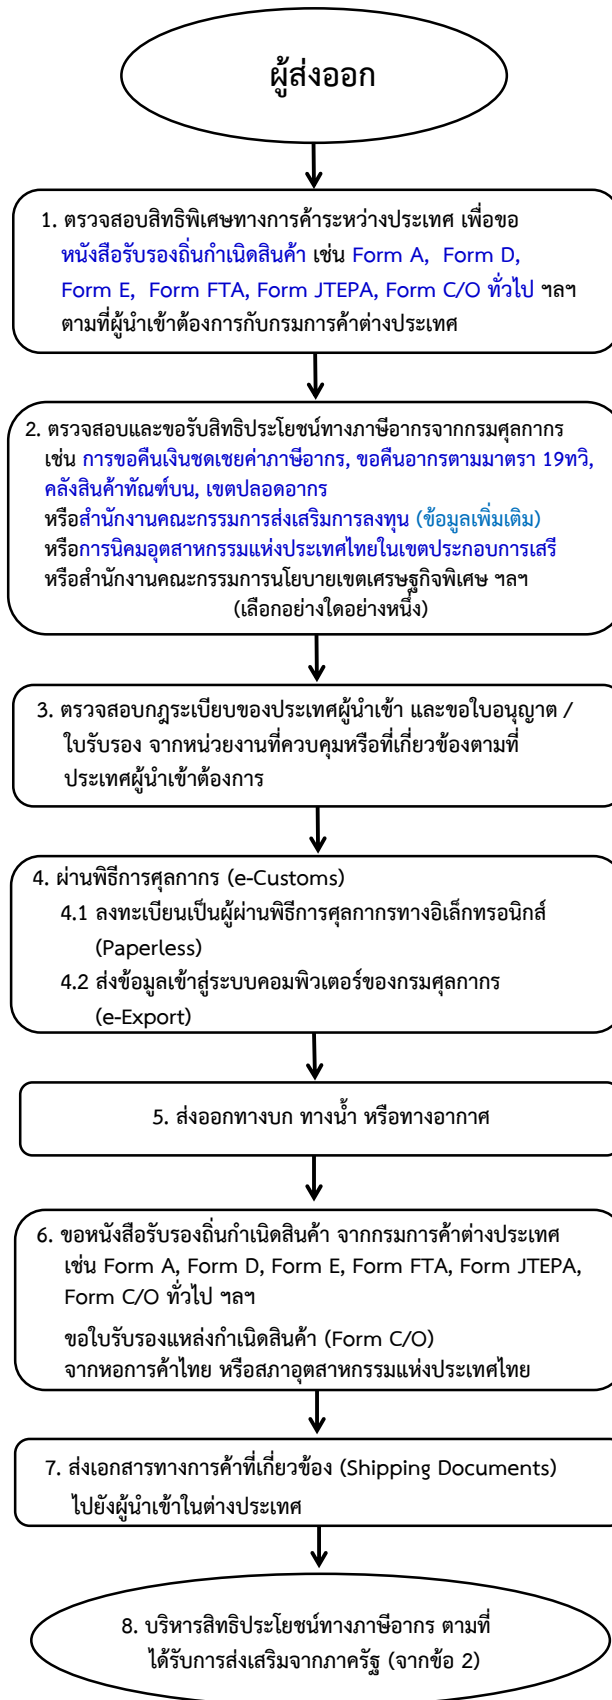 ผู้ส่งออก
1. ตรวจสอบสิทธิพิเศษทางการค้าระหว่างประเทศ เพื่อขอ
หนังสือรับรองถิ่นกำเนิดสินค้า เช่น Form A, Form D,
Form E, Form FTA, Form JTEPA, Form C/O ทั่วไป ฯลฯ
ตามที่ผู้นำเข้าต้องการกับกรมการค้าต่างประเทศ
2. ตรวจสอบและขอรับสิทธิประโยชน์ทางภาษีอากรจากกรมศุลกากร
เช่น การขอคืนเงินชดเชยค่าภาษีอากร, ขอคืนอากรตามมาตรา 19ทวิ,
คลังสินค้าทัณฑ์บน, เขตปลอดอากร
หรือสำนักงานคณะกรรมการส่งเสริมการลงทุน (ข้อมูลเพิ่มเติม)
หรือการนิคมอุตสาหกรรมแห่งประเทศไทยในเขตประกอบการเสรี
หรือสำนักงานคณะกรรมการนโยบายเขตเศรษฐกิจพิเศษ ฯลฯ
(เลือกอย่างใดอย่างหนึ่ง)
3. ตรวจสอบกฎระเบียบของประเทศผู้นำเข้า และขอใบอนุญาต /
ใบรับรอง จากหน่วยงานที่ควบคุมหรือที่เกี่ยวข้องตามที่
ประเทศผู้นำเข้าต้องการ
4. ผ่านพิธีการศุลกากร (e-Customs)
4.1 ลงทะเบียนเป็นผู้ผ่านพิธีการศุลกากรทางอิเล็กทรอนิกส์
(Paperless)
4.2 ส่งข้อมูลเข้าสู่ระบบคอมพิวเตอร์ของกรมศุลกากร
(e-Export)
5. ส่งออกทางบก ทางน้ำ หรือทางอากาศ
6. ขอหนังสือรับรองถิ่นกำเนิดสินค้า จากกรมการค้าต่างประเทศ
เช่น Form A, Form D, Form E, Form FTA, Form JTEPA,
Form C/O ทั่วไป ฯลฯ
ขอใบรับรองแหล่งกำเนิดสินค้า (Form C/O)
จากหอการค้าไทย หรือสภาอุตสาหกรรมแห่งประเทศไทย
7. ส่งเอกสารทางการค้าที่เกี่ยวข้อง (Shipping Documents)
ไปยังผู้นำเข้าในต่างประเทศ
8. บริหารสิทธิประโยชน์ทางภาษีอากร ตามที่
ได้รับการส่งเสริมจากภาครัฐ (จากข้อ 2)